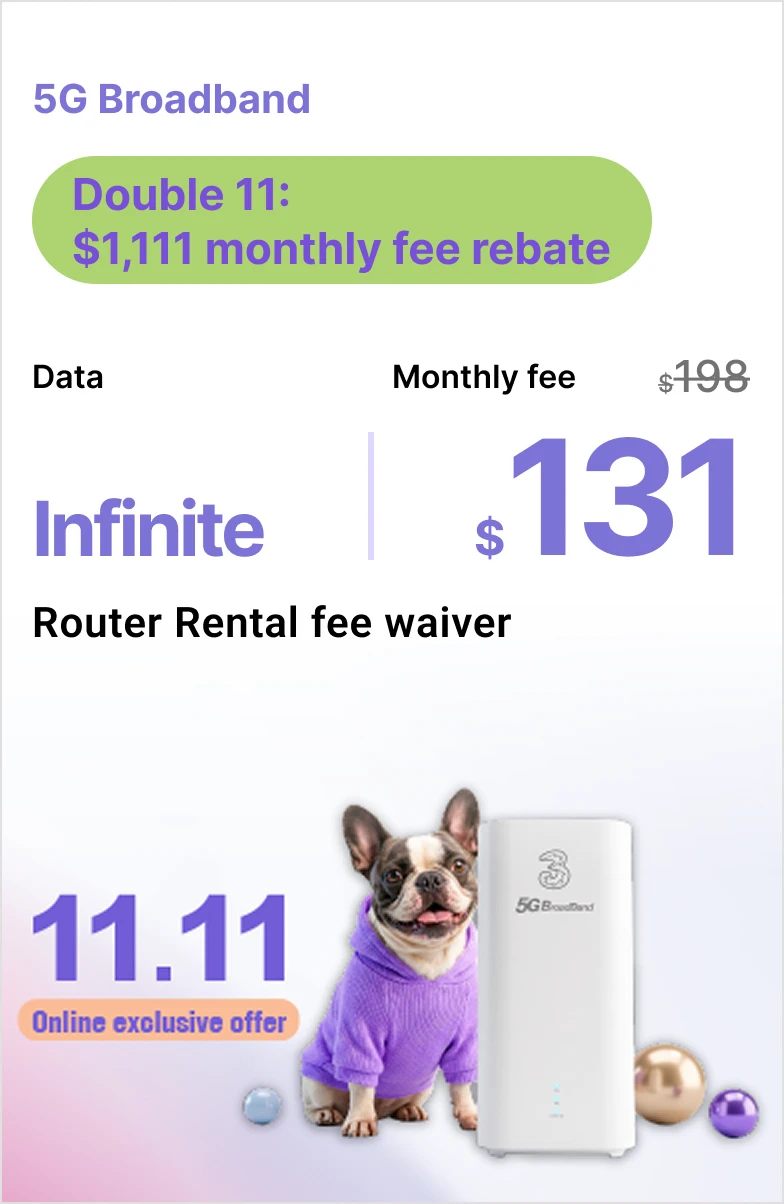 5G Broadband
Double 11:
$1,111 monthly fee rebate
Data
Monthly fee $198
Infinite
$131
Router Rental fee waiver
3
5G BroadBand
11.11
Online exclusive offer